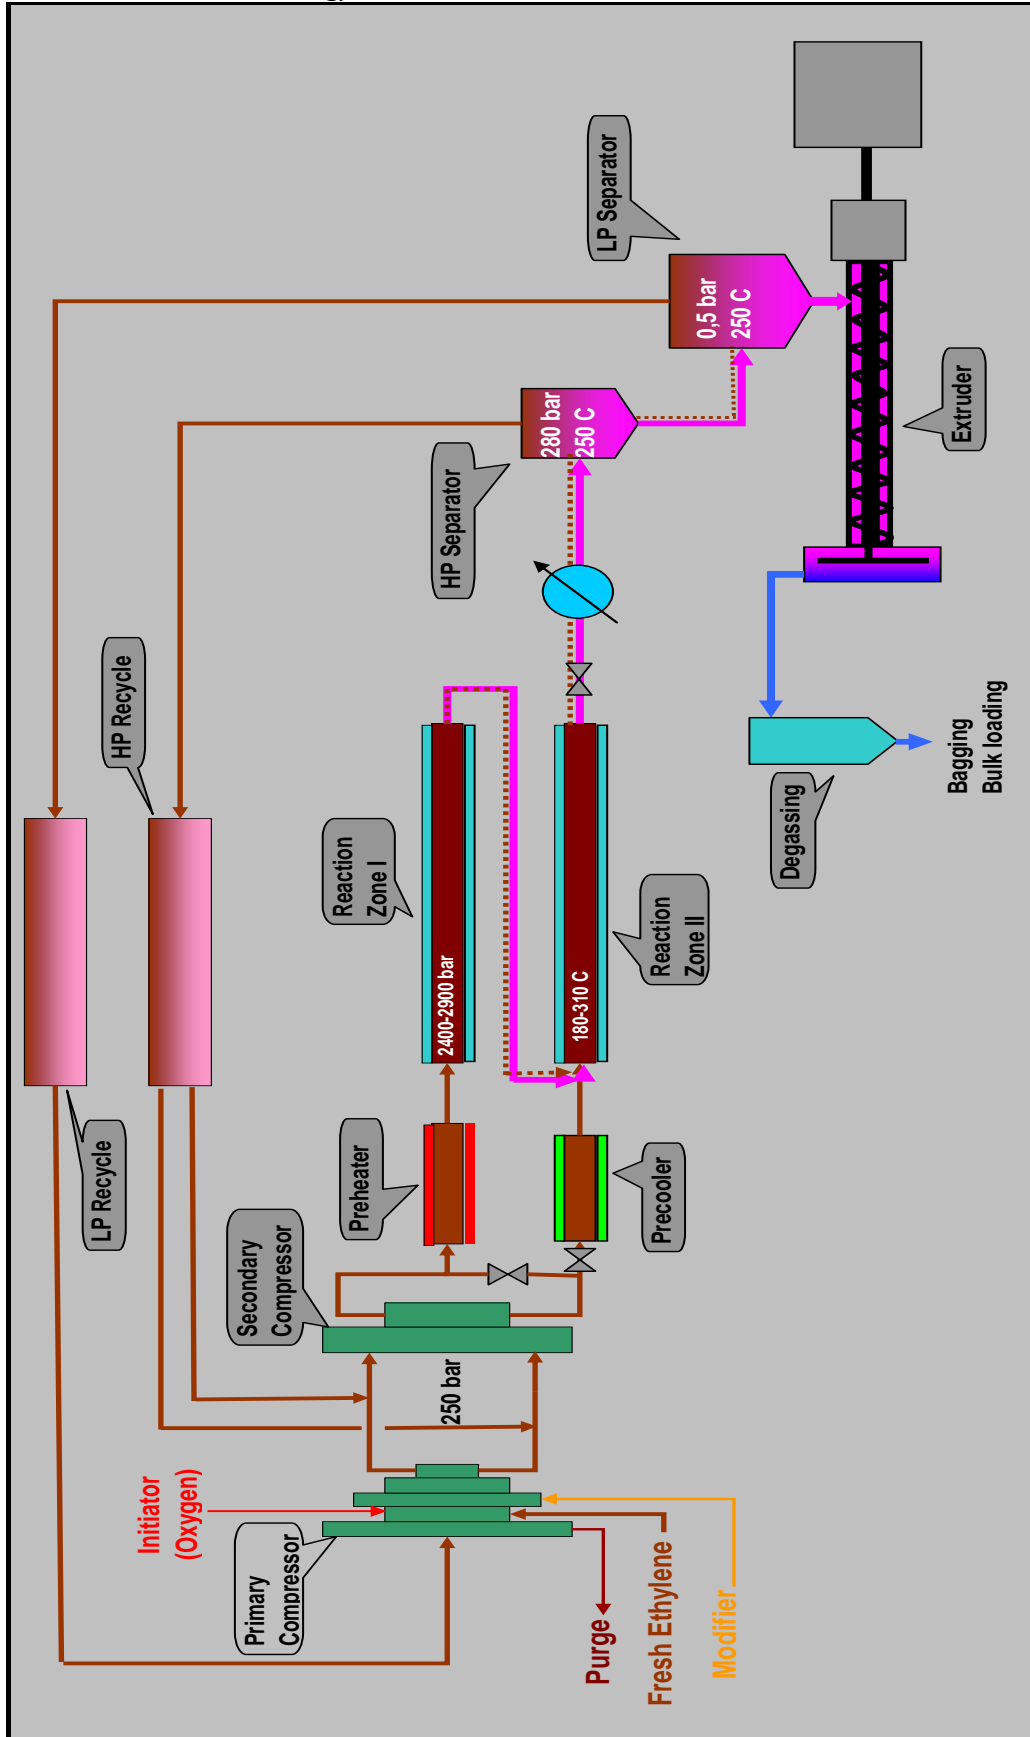 LP Recycle
HP Recycle
Initiator
(Oxygen)
Primary
Compressor
250 bar
Secondary
Compressor
Preheater
Reaction
Zone I
2400-2900 bar
HP Separator
280 bar
250 C
LP Separator
0,5 bar
250 C
Purge
Fresh Ethylene
Modifier
Precooler
180-310 C
Reaction
Zone II
Degassing
Bagging
Bulk loading
Extruder